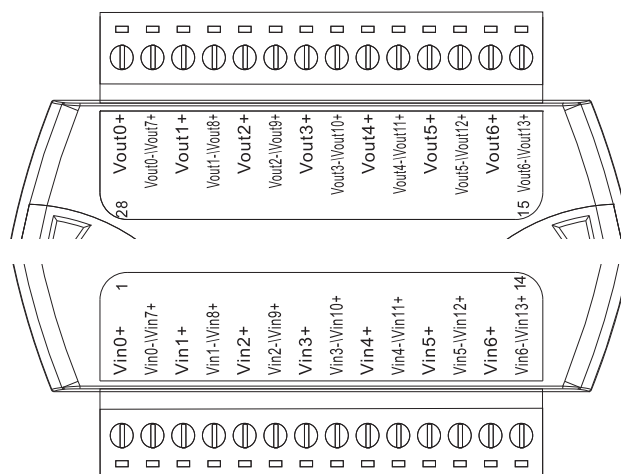 Vout0+
Vout0-\Vout7+
Vout1+
Vout1-\Vout8+
Vout2+
Vout2-\Vout9+
Vout3+
Vout3-\Vout10+
Vout4+
Vout4-\Vout11+
Vout5+
Vout5-\Vout12+
Vout6+
Vout6-\Vout13+
28
15
1
14
Vin0+
Vin0-\Vin7+
Vin1+
Vin1-\Vin8+
Vin2+
Vin2-\Vin9+
Vin3+
Vin3-\Vin10+
Vin4+
Vin4-\Vin11+
Vin5+
Vin5-\Vin12+
Vin6+
Vin6-\Vin13+